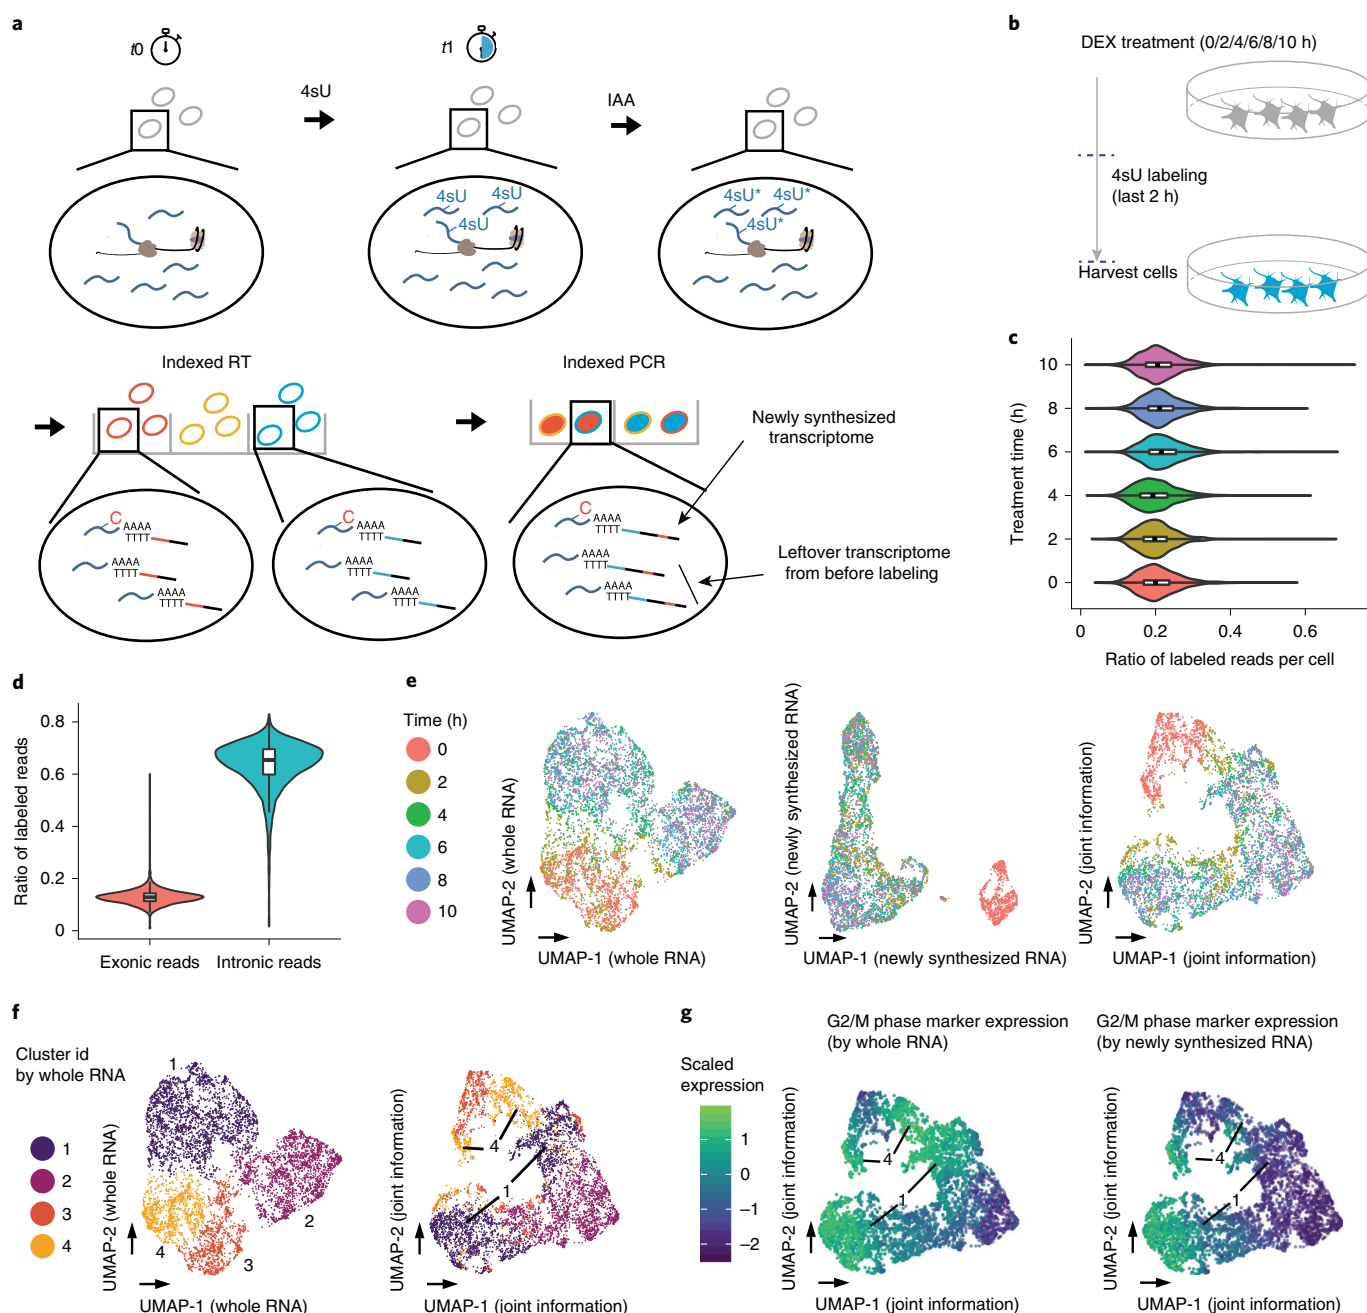 a
t0
t1
4sU
IAA
4sU
4sU
4sU
4sU*
4sU*
4sU*
Indexed RT
Indexed PCR
Newly synthesized
transcriptome
Leftover transcriptome
from before labeling
C
AAAA
TTTT
AAAA
TTTT
AAAA
TTTT
C
AAAA
TTTT
AAAA
TTTT
AAAA
TTTT
C
AAAA
TTTT
AAAA
TTTT
AAAA
TTTT
b
DEX treatment (0/2/4/6/8/10 h)
4sU labeling
(last 2 h)
Harvest cells
c
Treatment time (h)
10
8
6
4
2
0
0
0.2
0.4
0.6
Ratio of labeled reads per cell
d
Ratio of labeled reads
0.8
0.6
0.4
0.2
0
Exonic reads
Intronic reads
e
Time (h)
0
2
4
6
8
10
UMAP-2 (whole RNA)
UMAP-1 (whole RNA)
UMAP-2 (newly synthesized RNA)
UMAP-1 (newly synthesized RNA)
UMAP-2 (joint information)
UMAP-1 (joint information)
f
Cluster id
by whole RNA
1
2
3
4
1
2
3
4
UMAP-2 (whole RNA)
UMAP-1 (whole RNA)
4
1
UMAP-2 (joint information)
UMAP-1 (joint information)
g
Scaled
expression
1
0
−1
−2
G2/M phase marker expression
(by whole RNA)
4
1
UMAP-2 (joint information)
UMAP-1 (joint information)
G2/M phase marker expression
(by newly synthesized RNA)
4
1
UMAP-2 (joint information)
UMAP-1 (joint information)